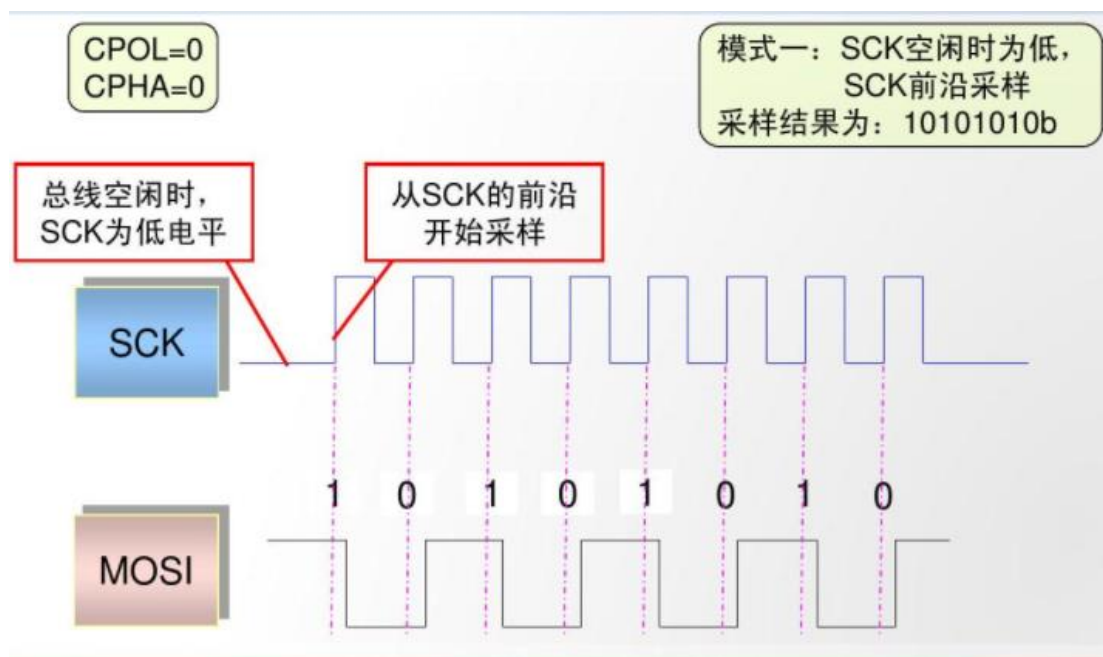 CPOL=0
CPHA=0
模式一：SCK空闲时为低，
SCK前沿采样
采样结果为：10101010b
总线空闲时，
SCK为低电平
从SCK的前沿
开始采样
SCK
1 0 1 0 1 0 1 0
MOSI